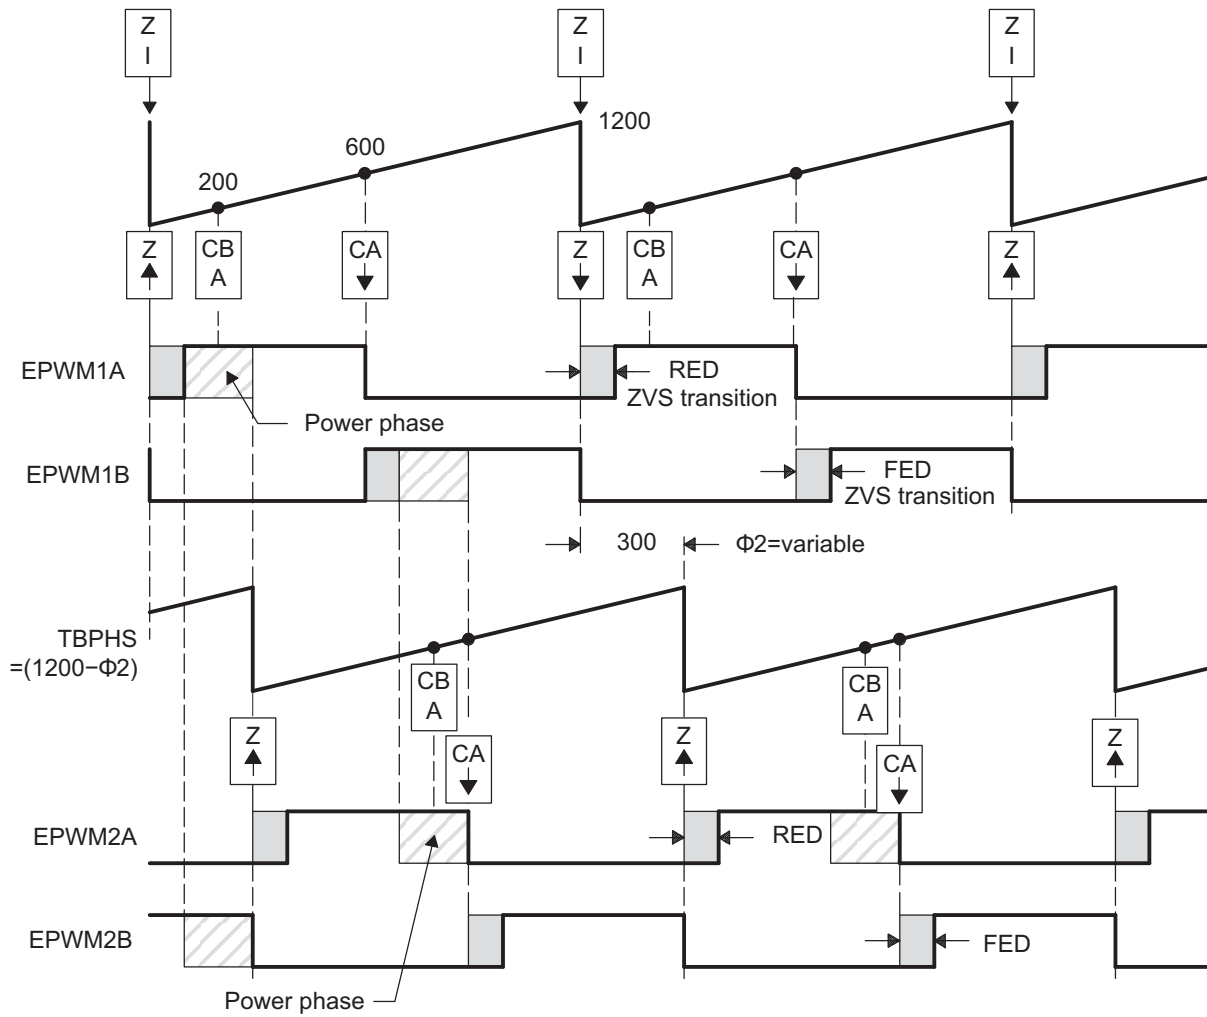 Z
I
Z
I
Z
I
1200
600
200
Z
CB
A
CA
Z
CB
A
CA
Z
EPWM1A
RED
ZVS transition
Power phase
EPWM1B
FED
ZVS transition
300
Φ2=variable
TBPHS
=(1200−Φ2)
CB
A
CB
A
Z
CA
Z
CA
Z
EPWM2A
RED
EPWM2B
FED
Power phase